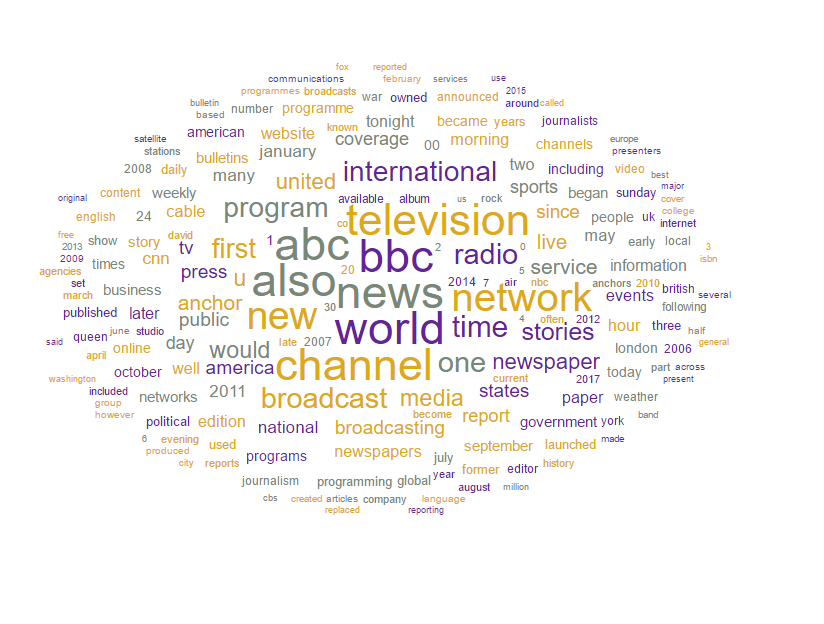 fox reported
communications february services use
programmes broadcasts 2015
bulletin war owned announced around called
based number programme
tonight became years journalists
american website known coverage 00 morning channels europe
satellite presenters
stations bulletins january
2008 daily many international two including video best
united
content weekly sports began sunday major
original available album us rock cover
english 24 cable program television since people uk college
co internet
free david
2013 show story tv first 1 abc bbc 2 radio 0 live may early local 3
2009 times cnn isbn
agencies press u 20 5 service information
set also news 2014 7 air nbc anchors 2010 british
march business several
published later anchor 30 network events following
public new
june studio world time 4 often 2012 hour three half
said queen stories general
april online day would late 2007 london 2006
well channel one newspaper part across
washington october america today present
current
included networks 2011 states 2017 paper weather
group broadcast media
however political edition become report government york band
national broadcasting
6 evening used september launched made
produced programs newspapers
city reports july former editor history
journalism programming global year
august million
cbs created articles company language
replaced reporting